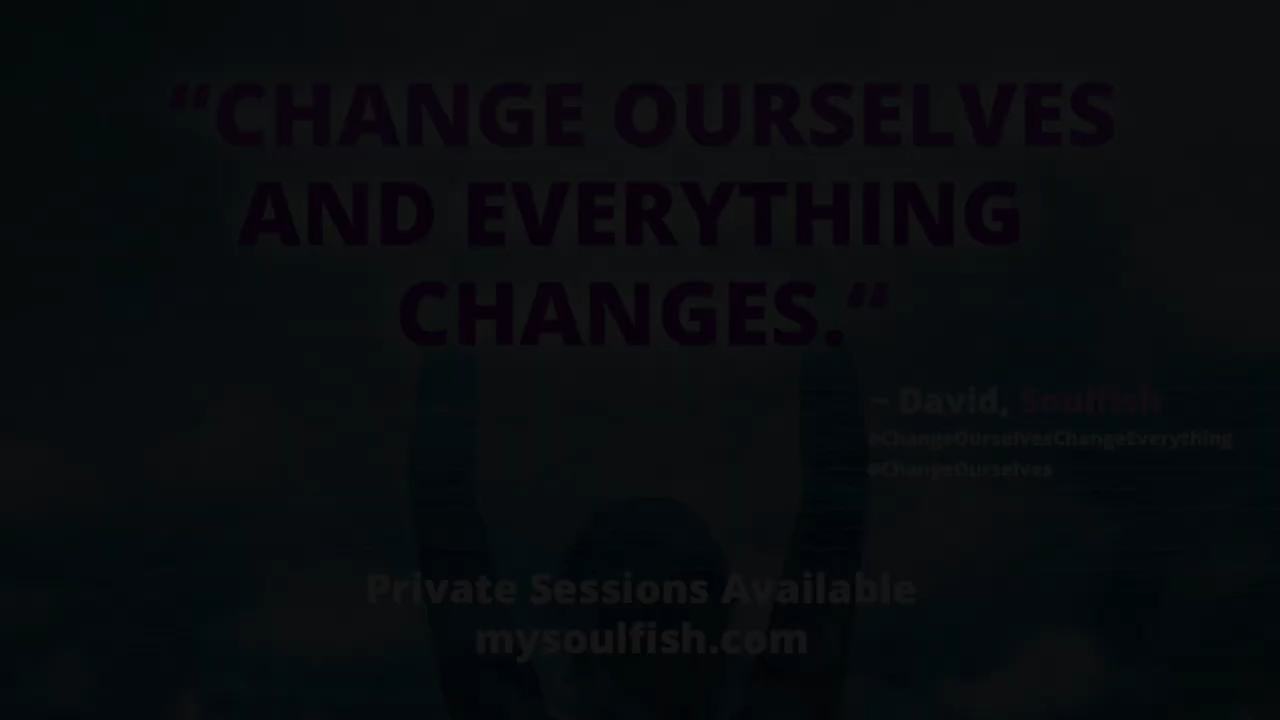 “CHANGE OURSELVES
AND EVERYTHING
CHANGES.“
~ David, Soulfish
#ChangeOurselvesChangeEverything
#ChangeOurselves
Private Sessions Available
mysoulfish.com